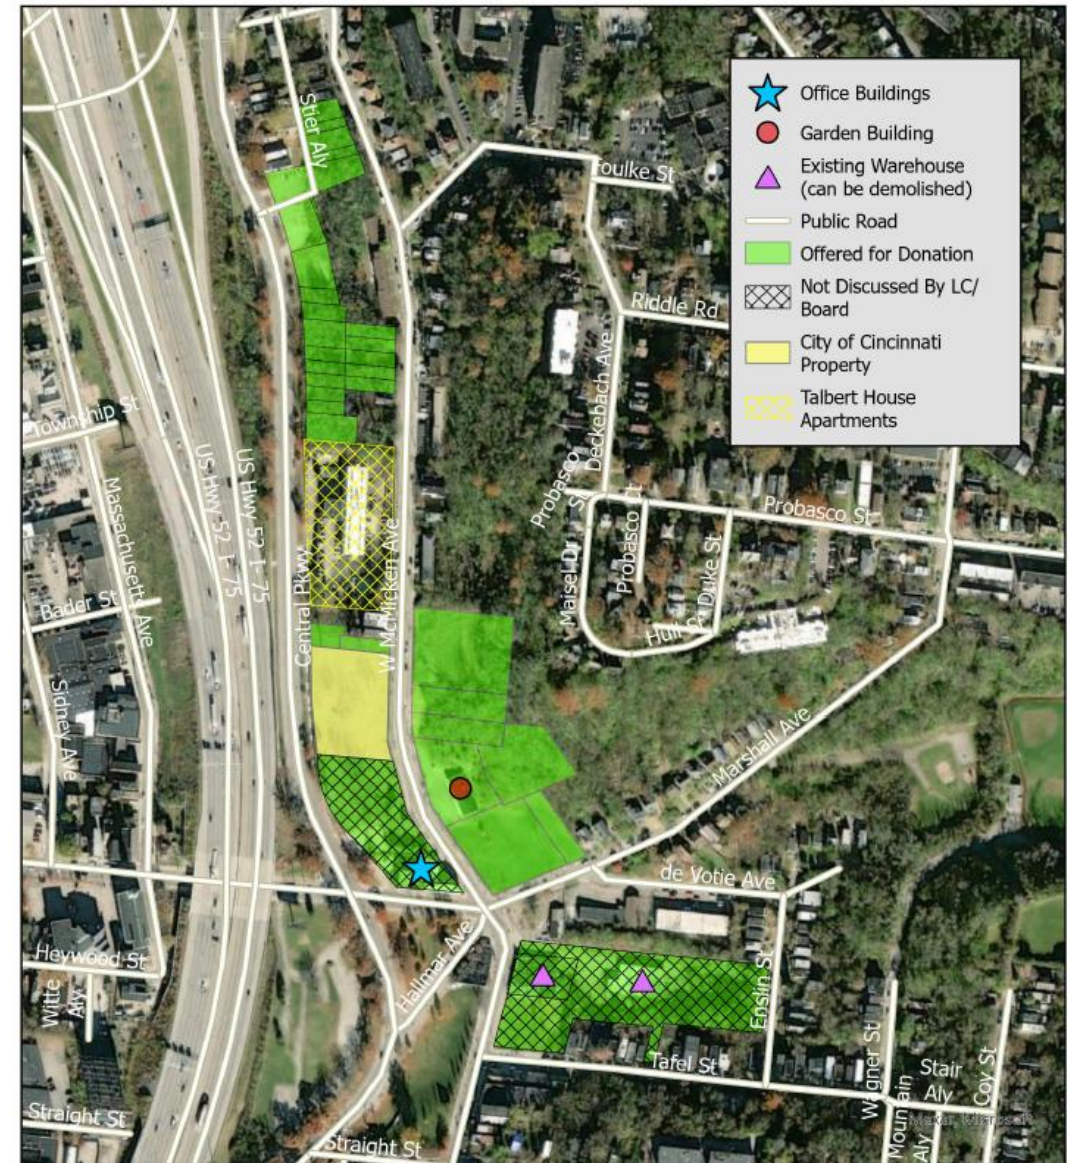 Office Buildings
Garden Building
Existing Warehouse
(can be demolished)
Public Road
Offered for Donation
Not Discussed By LC/
Board
City of Cincinnati
Property
Talbert House
Apartments
Stier Aly
Foulke St
Riddle Rd
Deckebach Ave
Township St
US Hwy 52 I- 75
US Hwy 52 I- 75
Massachusetts Ave
Probasco
St
Probasco Ct
Probasco St
Maisel Dr
Duke St
Central Pkwy
W McMicken Ave
Bader St
Sidney Ave
Marshall Ave
de Votie Ave
Heywood St
Witte
Aly
Hallmar Ave
Enslin St
Tafel St
Wagner St
Stair
Aly
Coy St
Mountain
Aly
Straight St
Straight St
Maxar, Microsoft